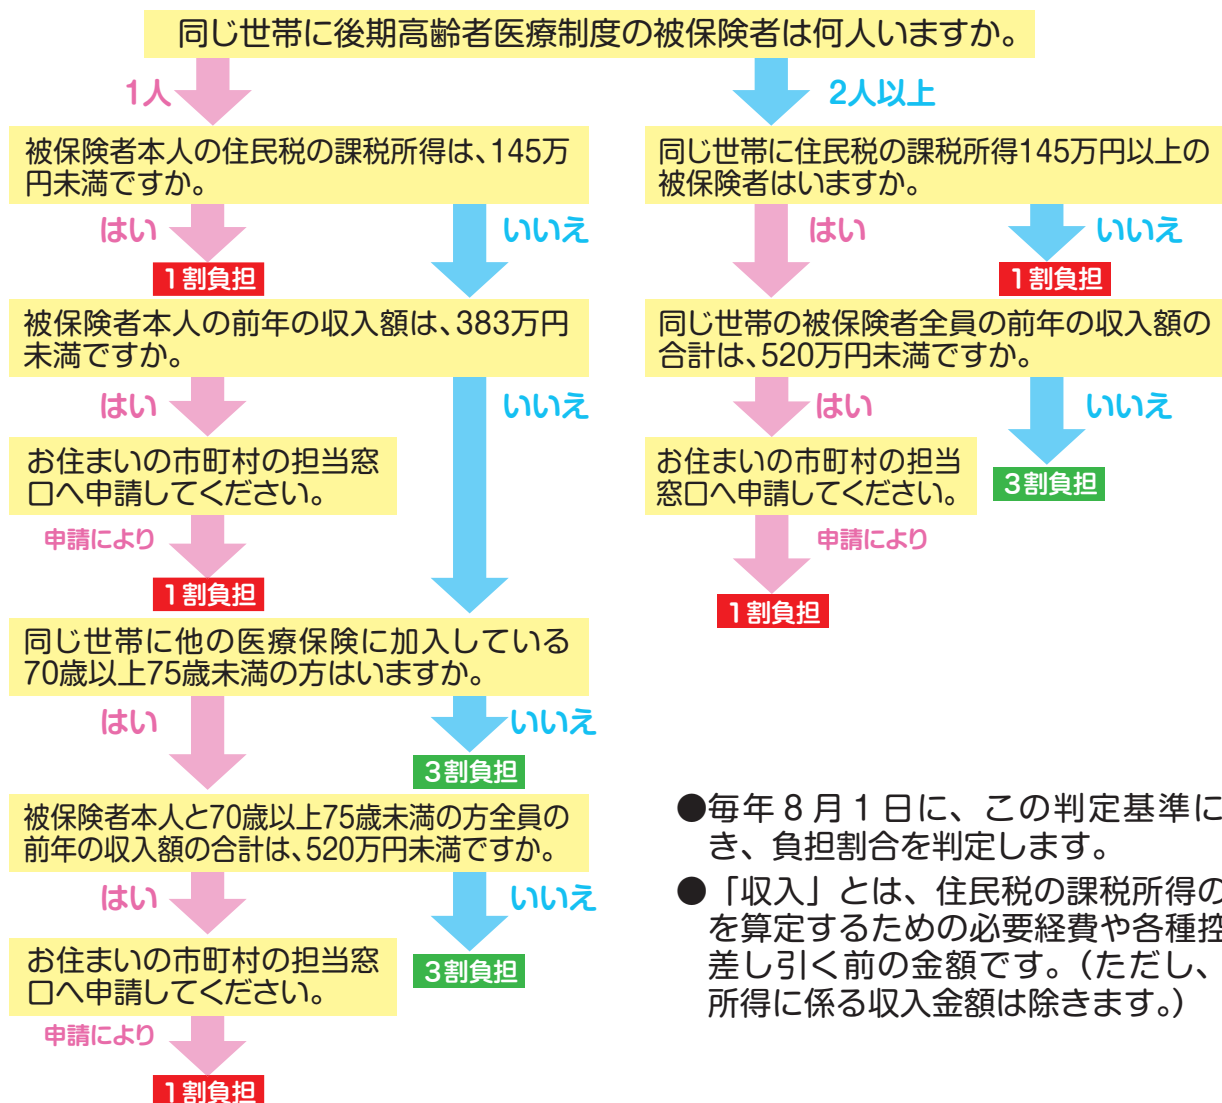 同じ世帯に後期高齢者医療制度の被保険者は何人いますか。
1人
被保険者本人の住民税の課税所得は、145万
円未満ですか。
はい
いいえ
1割負担
被保険者本人の前年の収入額は、383万円
未満ですか。
はい
いいえ
お住まいの市町村の担当窓
口へ申請してください。
申請により
1割負担
同じ世帯に他の医療保険に加入している
70歳以上75歳未満の方はいますか。
はい
いいえ
3割負担
被保険者本人と70歳以上75歳未満の方全員の
前年の収入額の合計は、520万円未満ですか。
はい
いいえ
3割負担
お住まいの市町村の担当窓
口へ申請してください。
申請により
1割負担
2人以上
同じ世帯に住民税の課税所得145万円以上の
被保険者はいますか。
はい
いいえ
1割負担
同じ世帯の被保険者全員の前年の収入額の
合計は、520万円未満ですか。
はい
いいえ
3割負担
お住まいの市町村の担当
窓口へ申請してください。
申請により
1割負担
●毎年8月1日に、この判定基準に
き、負担割合を判定します。
●「収入」とは、住民税の課税所得の
を算定するための必要経費や各種控
差し引く前の金額です。(ただし、
所得に係る収入金額は除きます。)